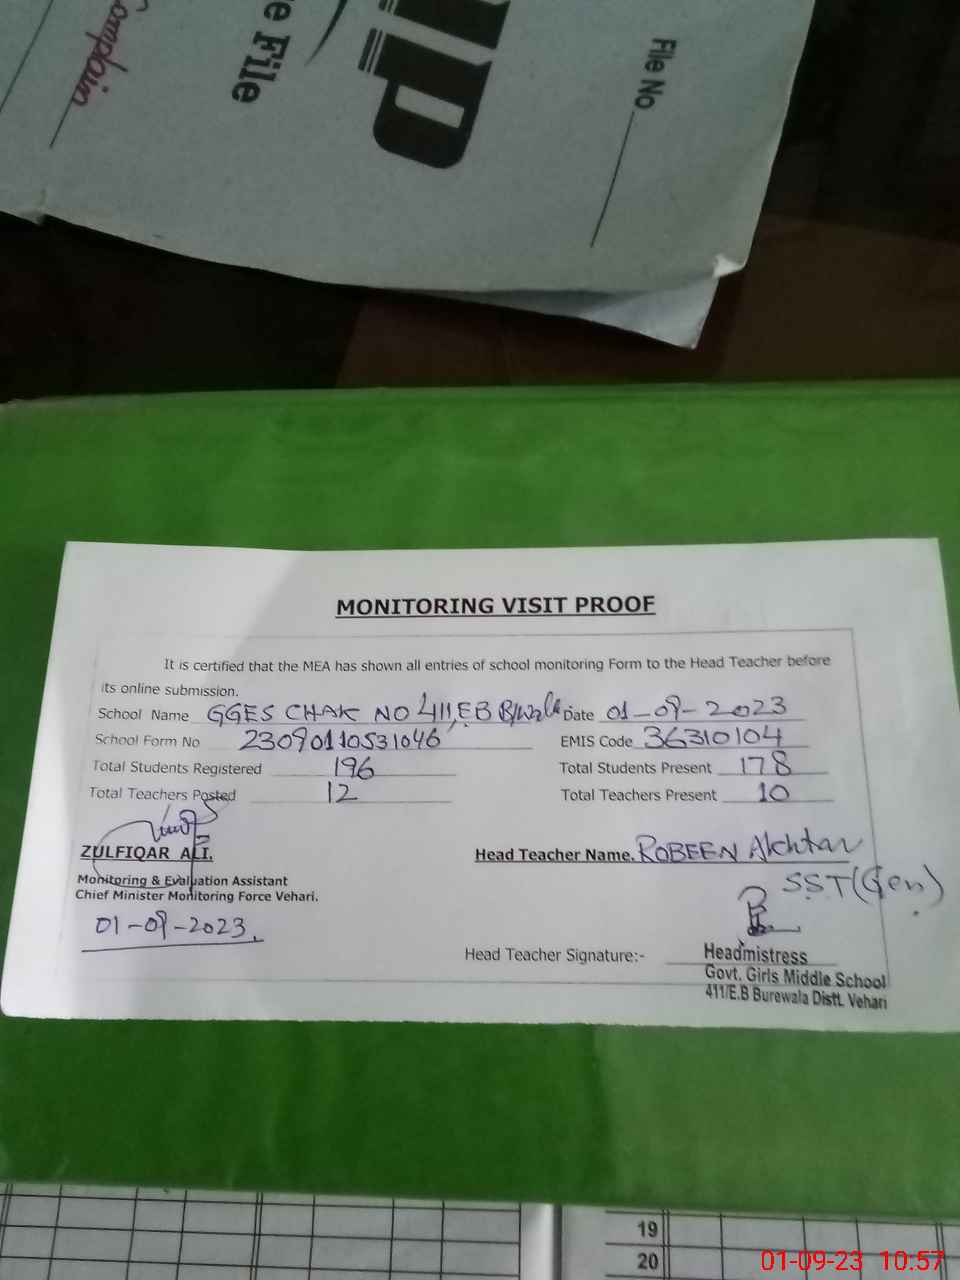 Complain
e File
up
File No
MONITORING VISIT PROOF
It is certified that the MEA has shown all entries of school monitoring Form to the Head Teacher before
its online submission.
School Name GGES CHAK NO 411, EB B/Wala Date 01-09-2023
School Form No 23090110531046 EMIS Code 36310104
Total Students Registered 196 Total Students Present 178
Total Teachers Posted 12 Total Teachers Present 10
ZULFIQAR ALI. Head Teacher Name. ROBEEN Akhtar
Monitoring & Evaluation Assistant SST(Gen)
Chief Minister Monitoring Force Vehari.
01-09-2023.
Head Teacher Signature:- Headmistress
Govt. Girls Middle School
411/E.B Burewala Distt. Vehari
19
20
01-09-23 10:57